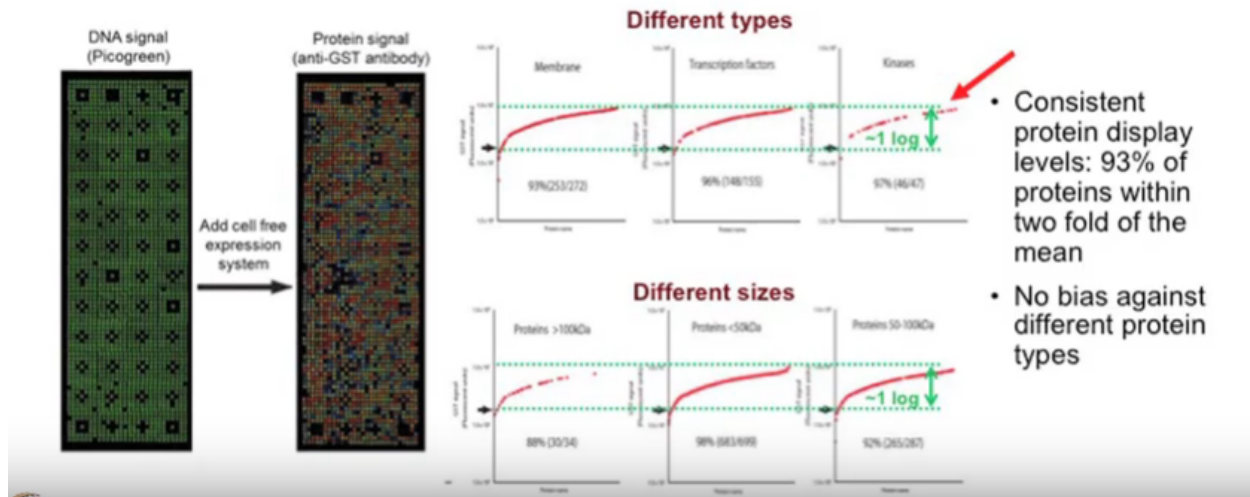 DNA signal
(Picogreen)
Protein signal
(anti-GST antibody)
Add cell free
expression
system
Different types
Membrane
Transcription factors
Kinases
~1 log
93%(253/272)
96% (148/155)
97% (46/47)
Different sizes
Proteins >100kDa
Proteins <50kDa
Proteins 50-100kDa
~1 log
88% (30/34)
98% (683/699)
92% (265/287)
• Consistent
protein display
levels: 93% of
proteins within
two fold of the
mean
• No bias against
different protein
types